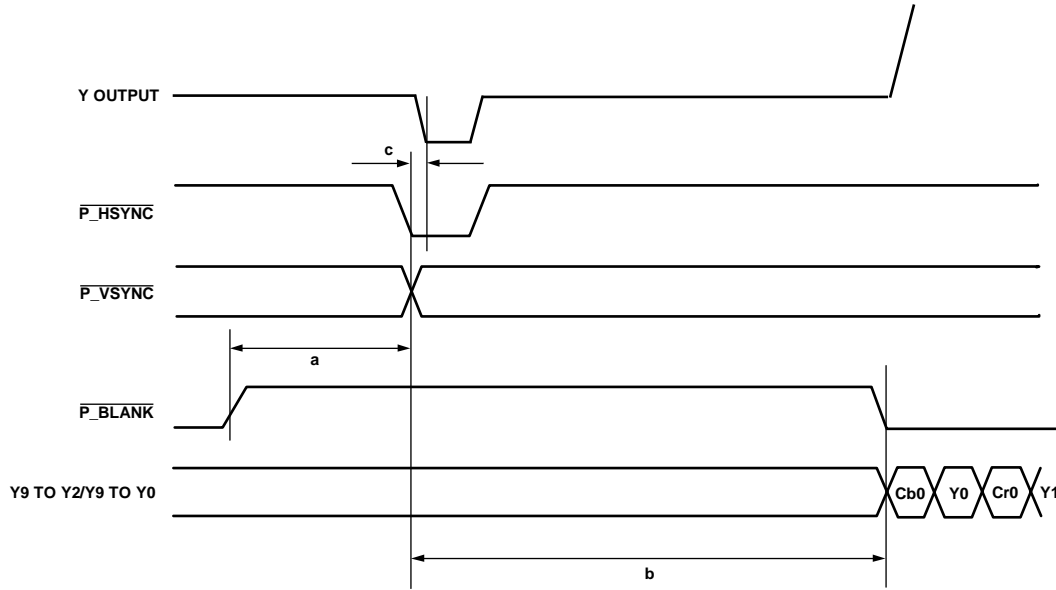 Y OUTPUT
c
P_HSYNC
P_VSYNC
a
P_BLANK
Y9 TO Y2/Y9 TO Y0
Cb0 Y0 Cr0 Y1
b